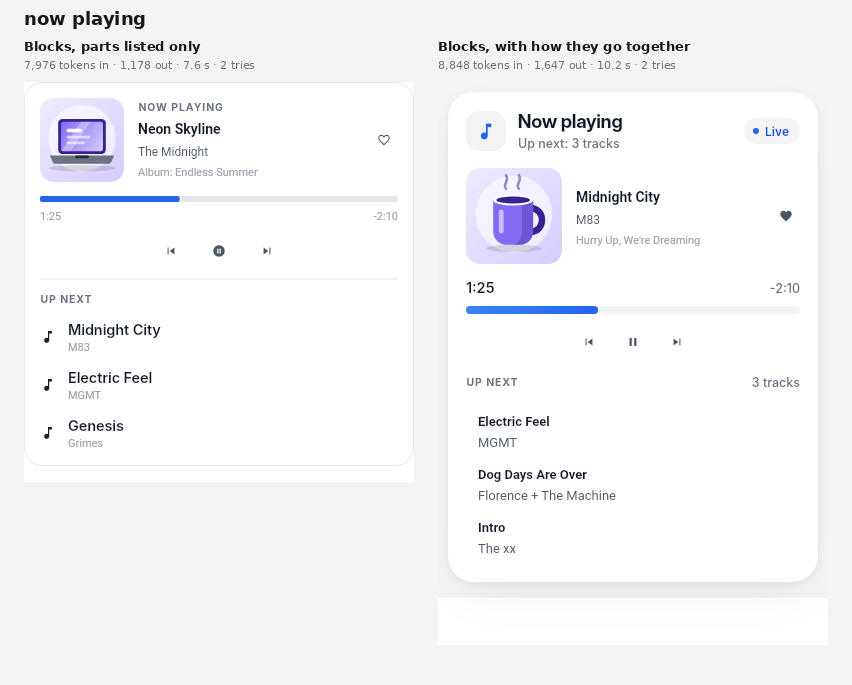 now playing
Blocks, parts listed only
7,976 tokens in · 1,178 out · 7.6 s · 2 tries
NOW PLAYING
Neon Skyline
The Midnight
Album: Endless Summer
1:25
-2:10
UP NEXT
Midnight City
M83
Electric Feel
MGMT
Genesis
Grimes
Blocks, with how they go together
8,848 tokens in · 1,647 out · 10.2 s · 2 tries
Now playing
Up next: 3 tracks
Live
Midnight City
M83
Hurry Up, We're Dreaming
1:25
-2:10
UP NEXT
3 tracks
Electric Feel
MGMT
Dog Days Are Over
Florence + The Machine
Intro
The xx